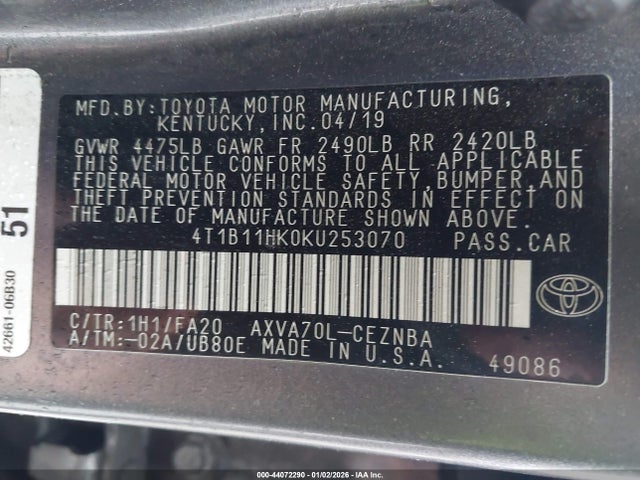 MFD.BY:TOYOTA MOTOR MANUFACTURING,
KENTUCKY,INC.04/19
GVWR 4475LB GAWR FR 2490LB RR 2420LB
THIS VEHICLE CONFORMS TO ALL APPLICABLE
FEDERAL MOTOR VEHICLE SAFETY,BUMPER,AND
THEFT PREVENTION STANDARDS IN EFFECT ON
THE DATE OF MANUFACTURE SHOWN ABOVE.
4T1B11HK0KU253070 PASS.CAR
C/TR:1H1/FA20 AXVA70L-CEZNBA
A/TM:-02A/UB80E MADE IN U.S.A.
49086
51
42661-06B30
000-44072290 - 01/02/2026 - IAA Inc.